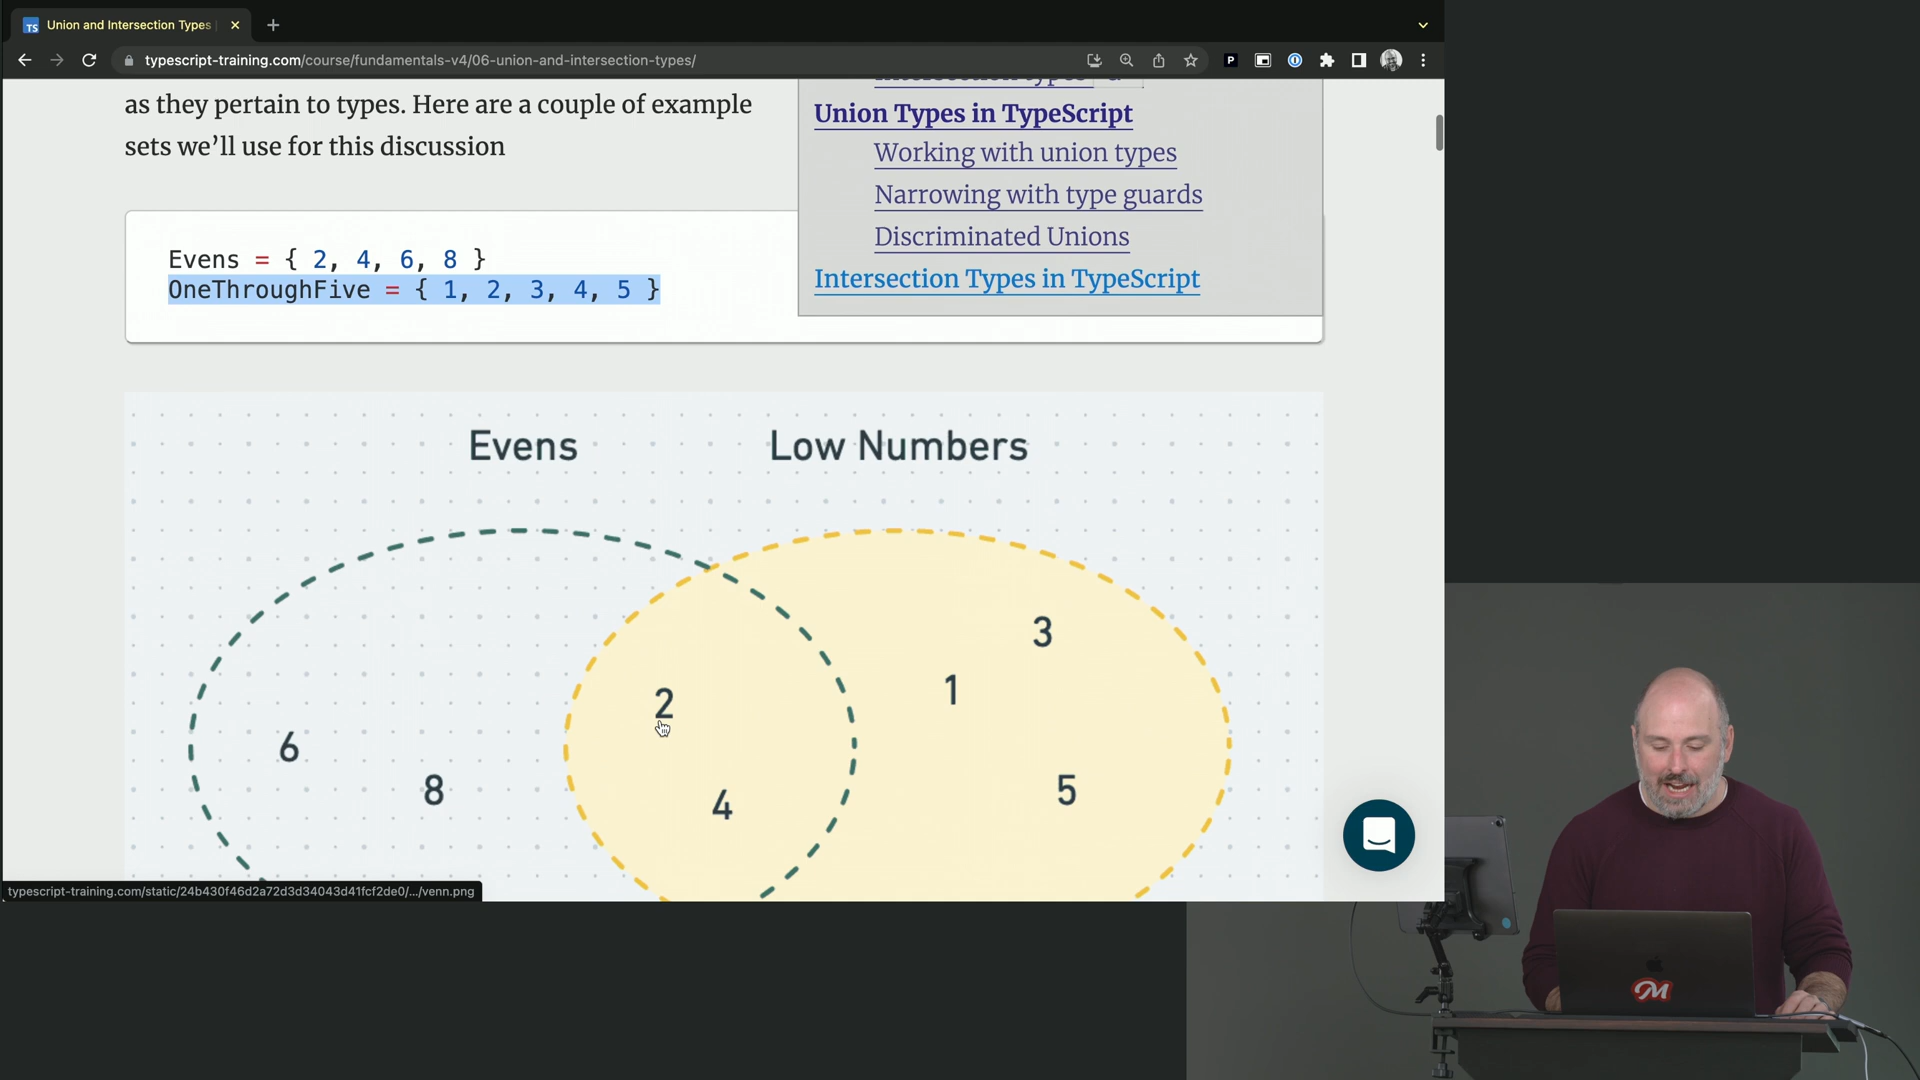 TS Union and Intersection Types
typescript-training.com/course/fundamentals-v4/06-union-and-intersection-types/
P
as they pertain to types. Here are a couple of example
sets we’ll use for this discussion
Union Types in TypeScript
Working with union types
Narrowing with type guards
Discriminated Unions
Intersection Types in TypeScript
Evens = { 2, 4, 6, 8 }
OneThroughFive = { 1, 2, 3, 4, 5 }
Evens
Low Numbers
3
1
2
6
8
4
5
typescript-training.com/static/24b430f46d2a72d3d34043d41fcf2de0/.../venn.png
M